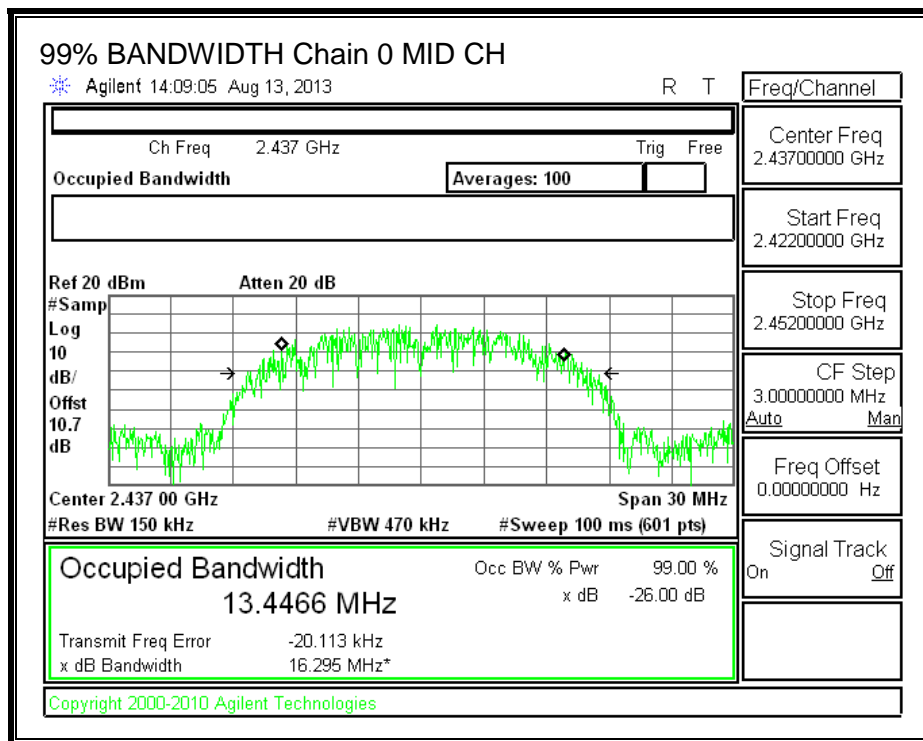 99% BANDWIDTH Chain 0 MID CH
Agilent 14:09:05 Aug 13, 2013 R T
Freq/Channel
Ch Freq 2.437 GHz Trig Free
Occupied Bandwidth Averages: 100
Center Freq
2.43700000 GHz
Start Freq
2.42200000 GHz
Stop Freq
2.45200000 GHz
CF Step
3.00000000 MHz
Auto Man
Freq Offset
0.00000000 Hz
Signal Track
On Off
Ref 20 dBm Atten 20 dB
#Samp
Log
10
dB/
Offst
10.7
dB
Center 2.437 00 GHz Span 30 MHz
#Res BW 150 kHz #VBW 470 kHz #Sweep 100 ms (601 pts)
Occupied Bandwidth Occ BW % Pwr 99.00 %
13.4466 MHz x dB -26.00 dB
Transmit Freq Error -20.113 kHz
x dB Bandwidth 16.295 MHz*
Copyright 2000-2010 Agilent Technologies